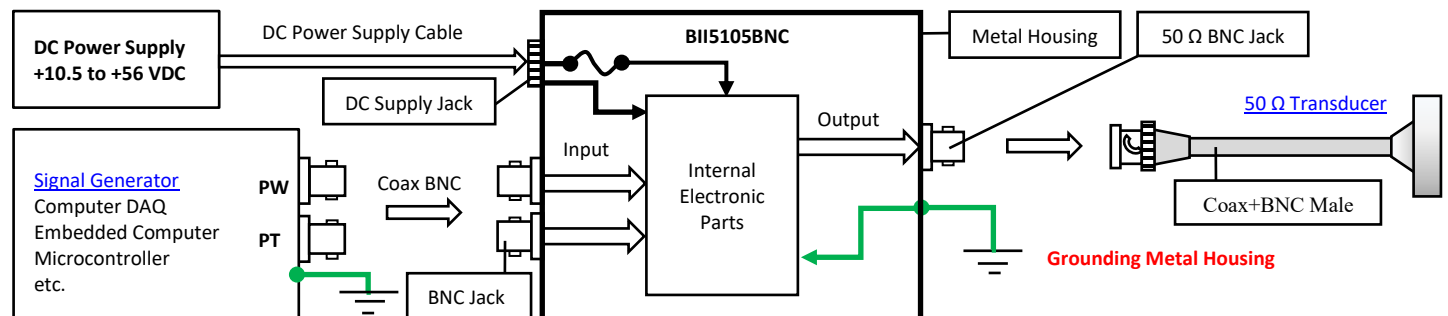 DC Power Supply
+10.5 to +56 VDC
DC Power Supply Cable
DC Supply Jack
BII5105BNC
Metal Housing
50 Ω BNC Jack
50 Ω Transducer
Signal Generator
Computer DAQ
Embedded Computer
Microcontroller
etc.
PW
PT
Coax BNC
BNC Jack
Input
Internal
Electronic
Parts
Output
Coax+BNC Male
Grounding Metal Housing